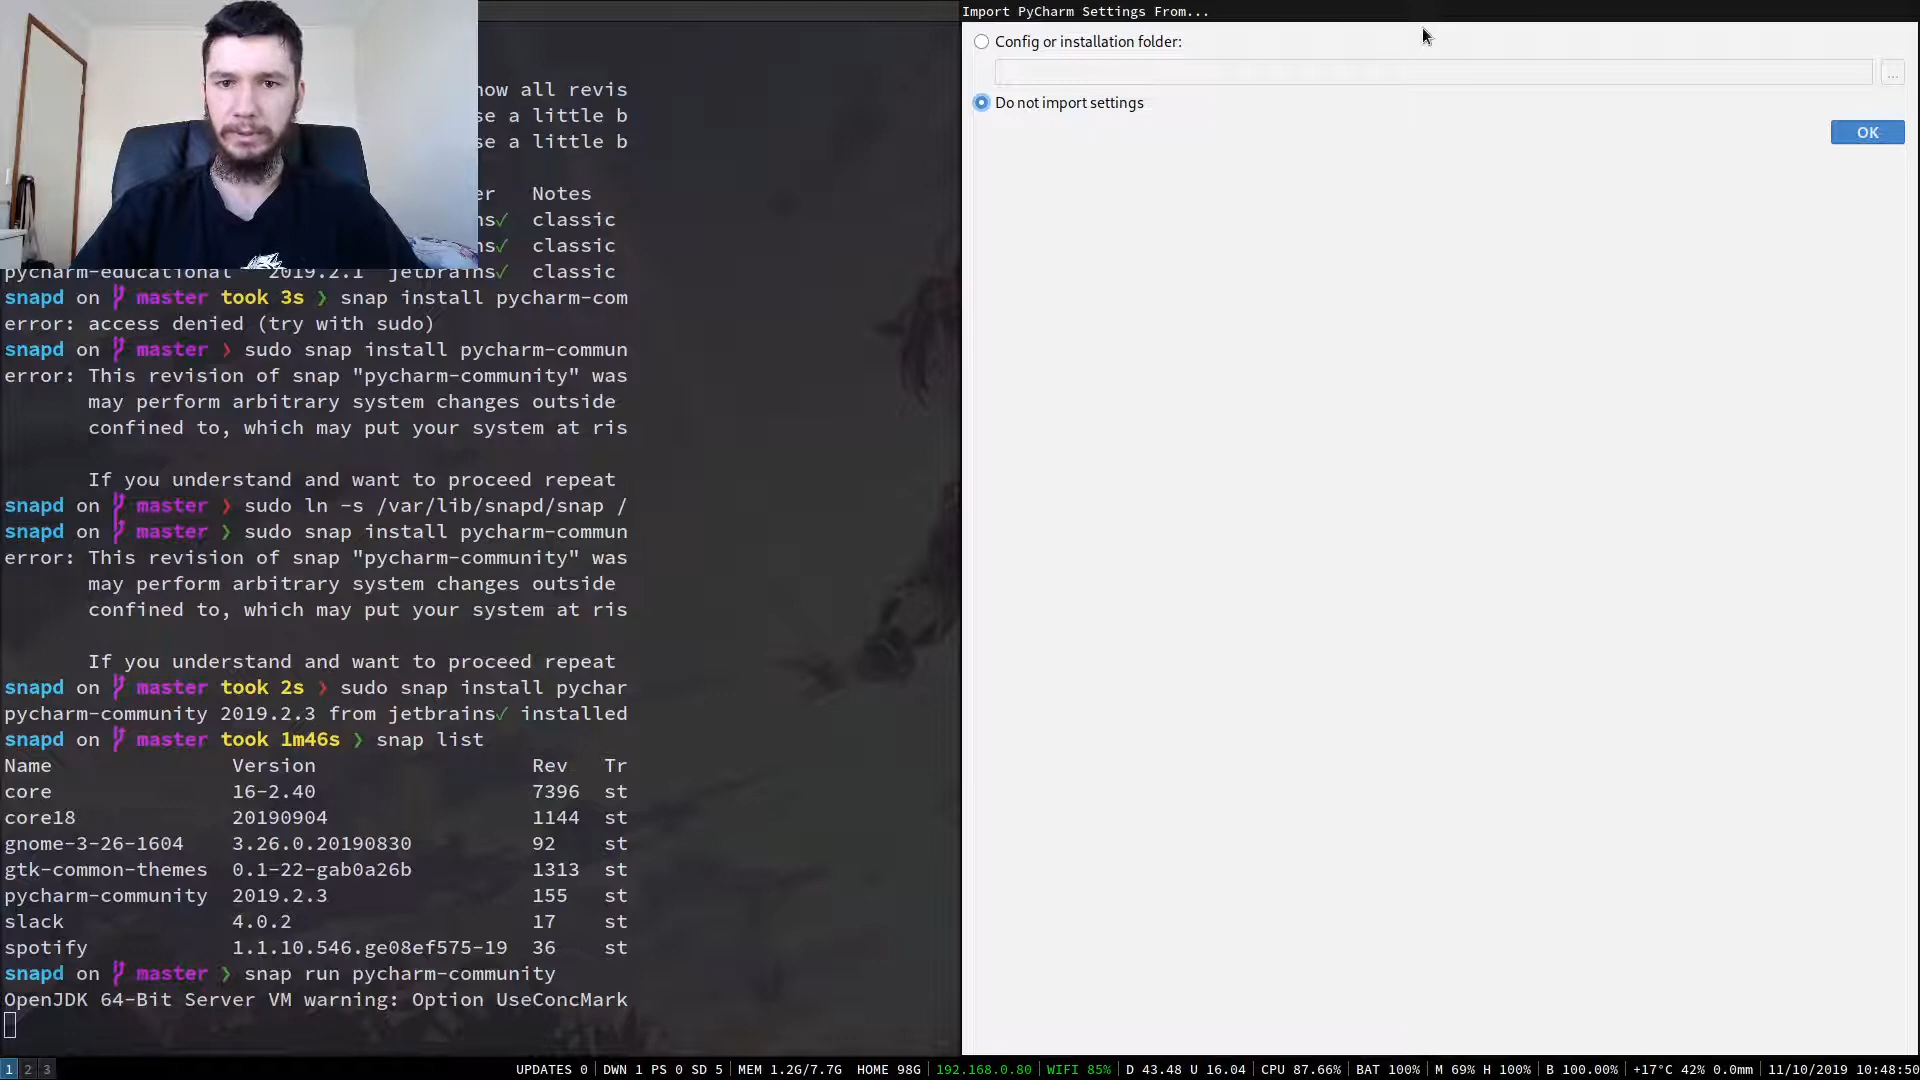 Import PyCharm Settings From...
Config or installation folder:
...
Do not import settings
OK
how all revis
se a little b
se a little b
er Notes
ns✓ classic
ns✓ classic
pycharm-educational 2019.2.1 jetbrains✓ classic
snapd on master took 3s ❯ snap install pycharm-com
error: access denied (try with sudo)
snapd on master ❯ sudo snap install pycharm-commun
error: This revision of snap "pycharm-community" was
may perform arbitrary system changes outside
confined to, which may put your system at ris
If you understand and want to proceed repeat
snapd on master ❯ sudo ln -s /var/lib/snapd/snap /
snapd on master ❯ sudo snap install pycharm-commun
error: This revision of snap "pycharm-community" was
may perform arbitrary system changes outside
confined to, which may put your system at ris
If you understand and want to proceed repeat
snapd on master took 2s ❯ sudo snap install pychar
pycharm-community 2019.2.3 from jetbrains✓ installed
snapd on master took 1m46s ❯ snap list
Name Version Rev Tr
core 16-2.40 7396 st
core18 20190904 1144 st
gnome-3-26-1604 3.26.0.20190830 92 st
gtk-common-themes 0.1-22-gab0a26b 1313 st
pycharm-community 2019.2.3 155 st
slack 4.0.2 17 st
spotify 1.1.10.546.ge08ef575-19 36 st
snapd on master ❯ snap run pycharm-community
OpenJDK 64-Bit Server VM warning: Option UseConcMark
1 2 3 UPDATES 0 | DWN 1 PS 0 SD 5 | MEM 1.2G/7.7G HOME 98G | 192.168.0.80 | WIFI 85% | D 43.48 U 16.04 | CPU 87.66% | BAT 100% | M 69% H 100% | B 100.00% | +17°C 42% 0.0mm | 11/10/2019 10:48:50